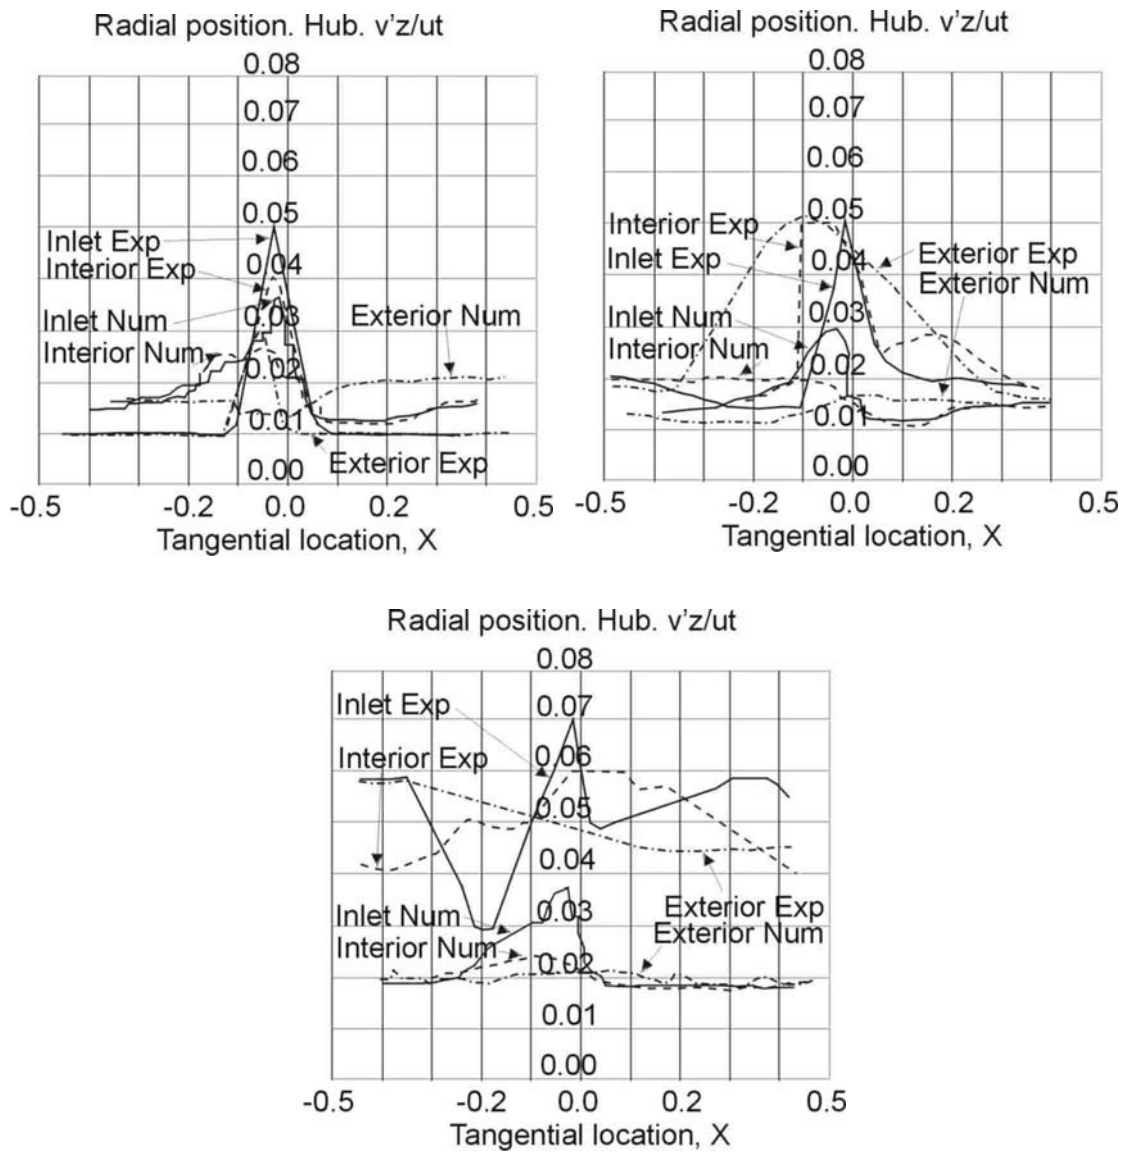 Radial position. Hub. v'z/ut
0.08
0.07
0.06
0.05
Inlet Exp
0.04
Interior Exp
0.03
Inlet Num
Exterior Num
Interior Num
0.02
0.01
Exterior Exp
0.00
-0.5 -0.2 0.0 0.2 0.5
Tangential location, X
Radial position. Hub. v'z/ut
0.08
0.07
0.06
0.05
Interior Exp
Exterior Exp
Inlet Exp
0.04
Exterior Num
Inlet Num
0.03
Interior Num
0.02
0.01
0.00
-0.5 -0.2 0.0 0.2 0.5
Tangential location, X
Radial position. Hub. v'z/ut
0.08
Inlet Exp
0.07
Interior Exp
0.06
0.05
0.04
Inlet Num
0.03
Exterior Exp
Interior Num
Exterior Num
0.02
0.01
0.00
-0.5 -0.2 0.0 0.2 0.5
Tangential location, X